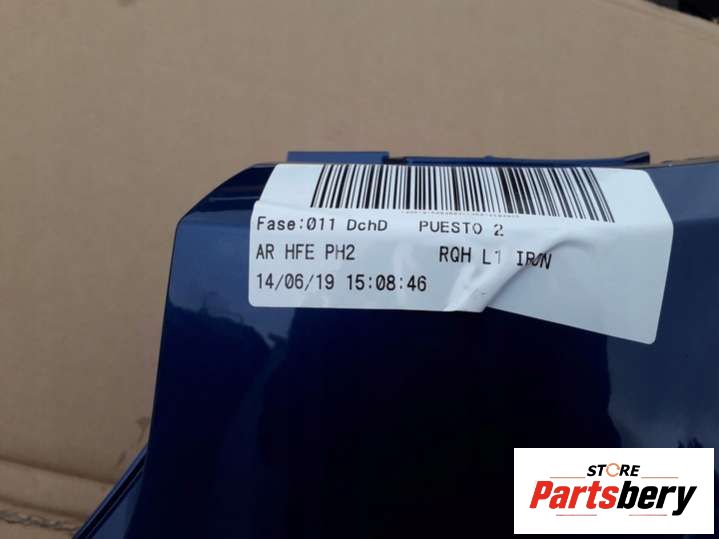 Fase:011 DchD PUESTO 2
AR HFE PH2 RQH L1 IRON
14/06/19 15:08:46
STORE
Partsbery